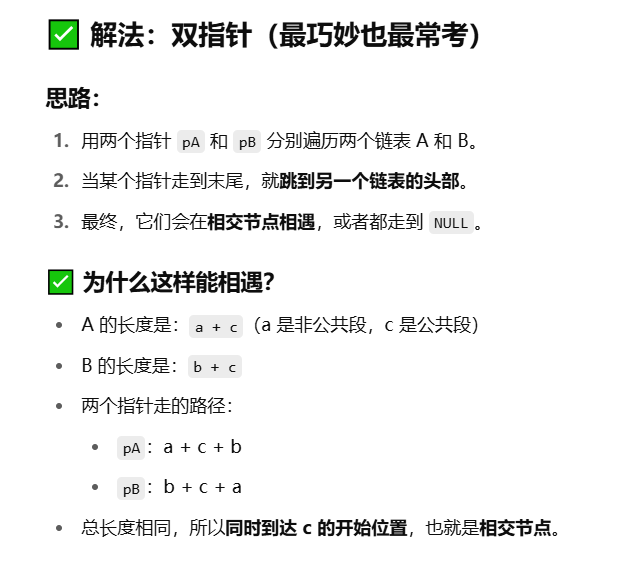 ✅ 解法：双指针（最巧妙也最常考）
思路：
1. 用两个指针 pA 和 pB 分别遍历两个链表 A 和 B。
2. 当某个指针走到末尾，就跳到另一个链表的头部。
3. 最终，它们会在相交节点相遇，或者都走到 NULL 。
✅ 为什么这样能相遇？
• A 的长度是： a + c （a 是非公共段，c 是公共段）
• B 的长度是： b + c
• 两个指针走的路径：
• pA ：a + c + b
• pB ：b + c + a
• 总长度相同，所以同时到达 c 的开始位置，也就是相交节点。